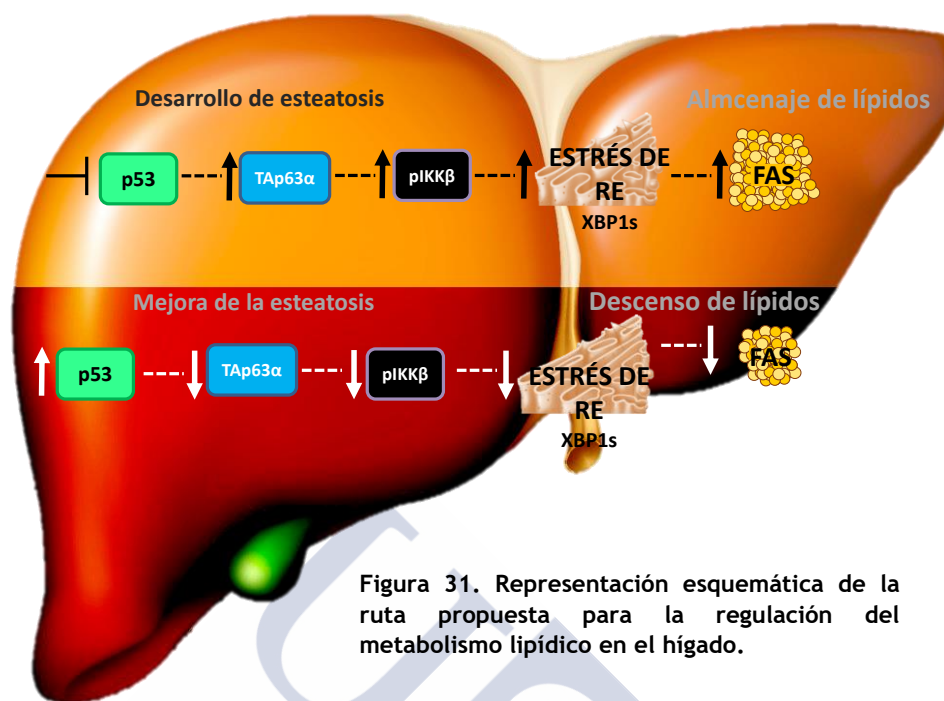 Desarrollo de esteatosis
Almcenaje de lípidos
p53
TAp63α
pIKKβ
ESTRÉS DE
RE
XBP1s
FAS
Mejora de la esteatosis
Descenso de lípidos
p53
TAp63α
pIKKβ
ESTRÉS DE
RE
XBP1s
FAS
Figura 31. Representación esquemática de la
ruta propuesta para la regulación del
metabolismo lipídico en el hígado.